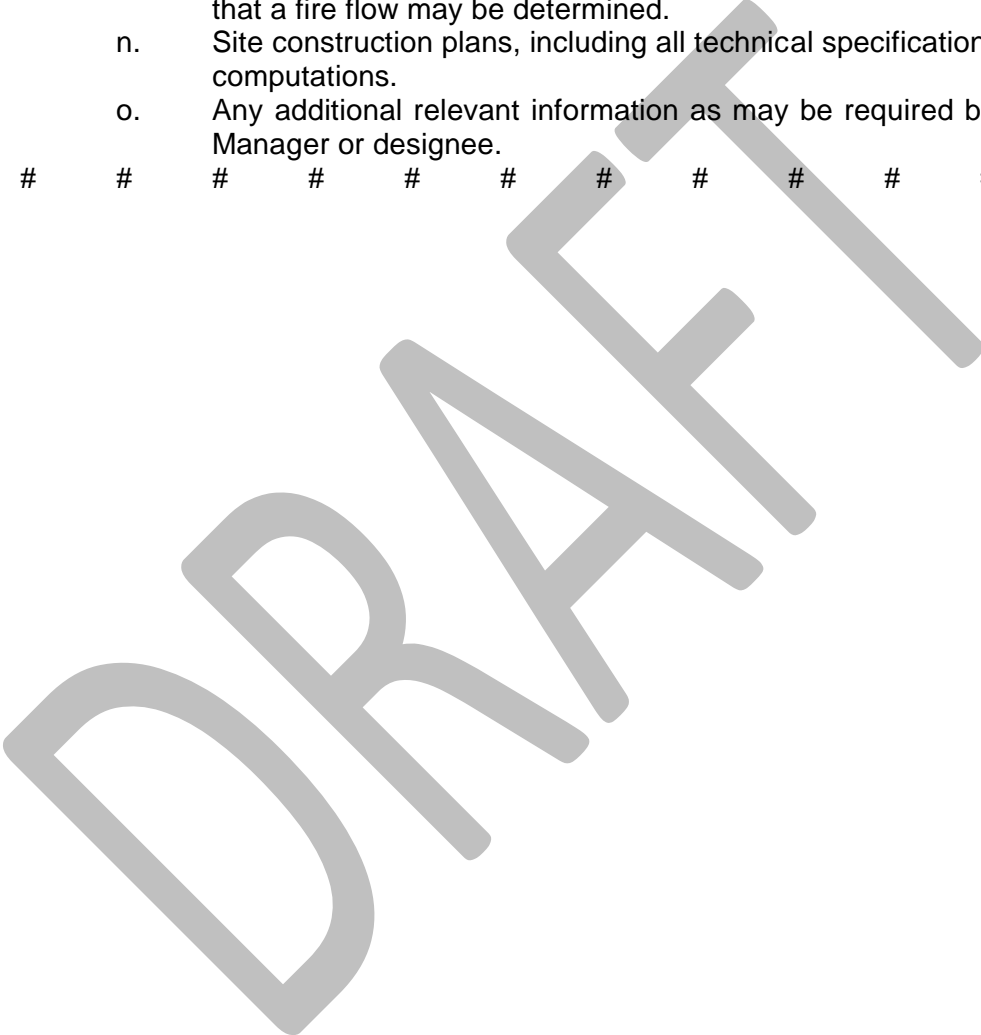 that a fire flow may be determined.
n. Site construction plans, including all technical specification
computations.
o. Any additional relevant information as may be required b
Manager or designee.
# # # # # # # # # #
DRAFT